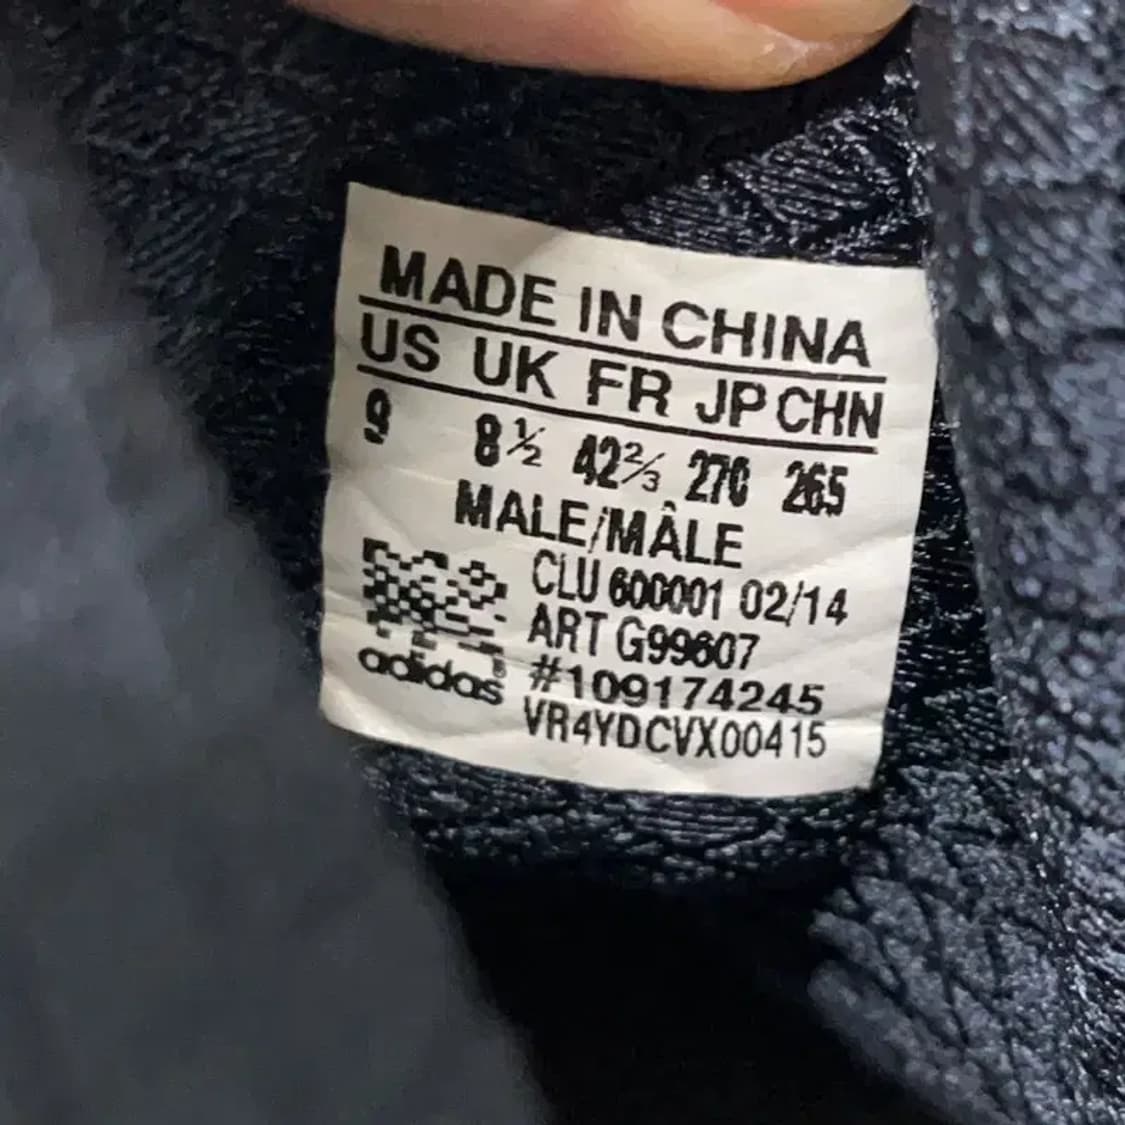 MADE IN CHINA
US UK FR JP CHN
9 8½ 42⅔ 270 265
MALE/MÂLE
CLU 600001 02/14
ART G99607
#109174245
adidas
VR4YDCVX00415